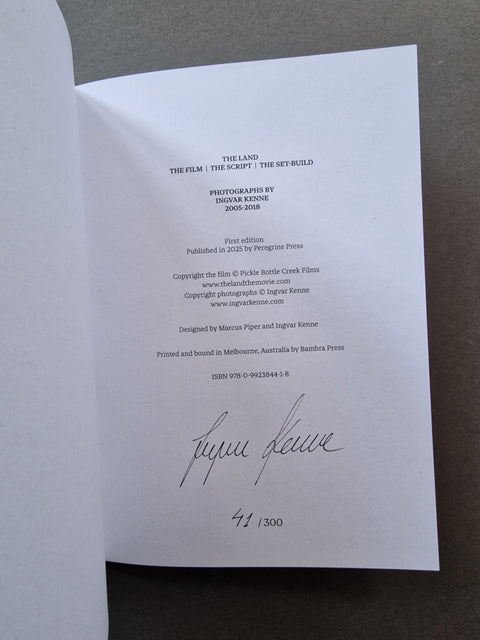 THE LAND
THE FILM | THE SCRIPT | THE SET-BUILD
PHOTOGRAPHS BY
INGVAR KENNE
2005-2018
First edition
Published in 2025 by Peregrine Press
Copyright the film © Pickle Bottle Creek Films
www.thelandthemovie.com
Copyright photographs © Ingvar Kenne
www.ingvarkenne.com
Designed by Marcus Piper and Ingvar Kenne
Printed and bound in Melbourne, Australia by Bambra Press
ISBN 978-0-9923844-1-8
Ingvar Kenne
41 /300